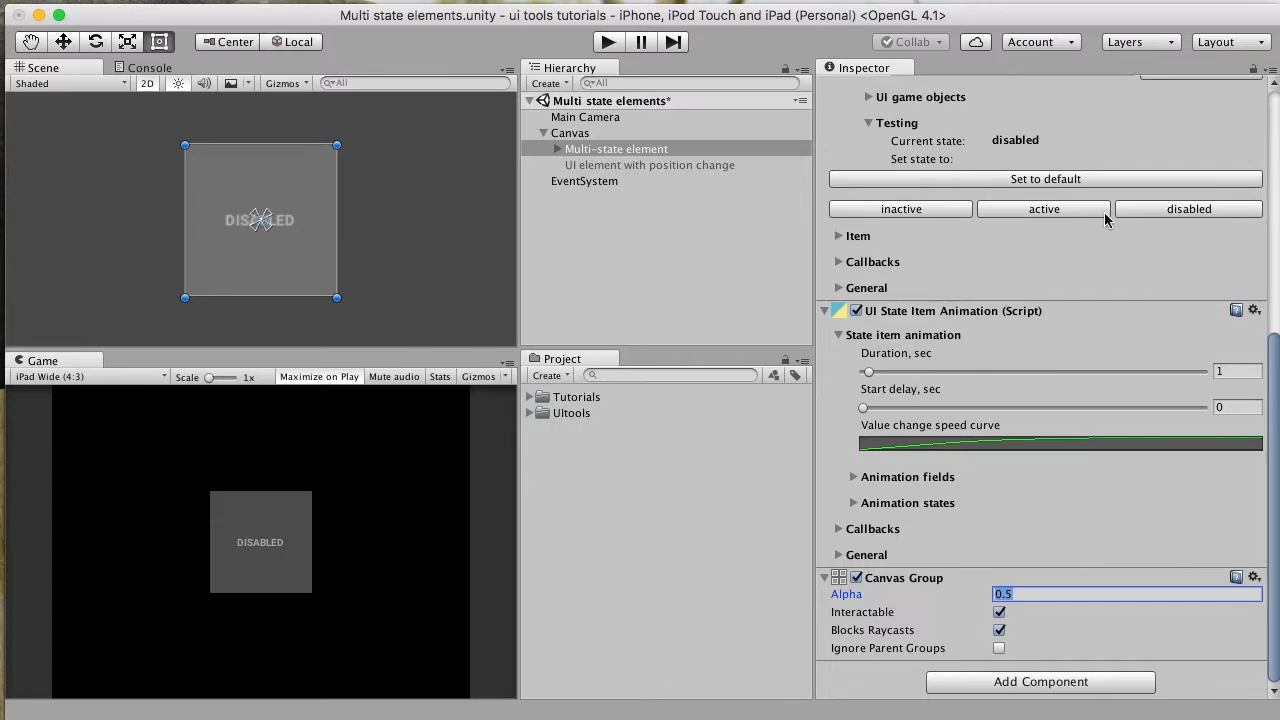 Multi state elements.unity - ui tools tutorials - iPhone, iPod Touch and iPad (Personal) <OpenGL 4.1>
Center Local Collab Account Layers Layout
Scene Console
Shaded 2D Gizmos All
DISABLED
Game
iPad Wide (4:3) Scale 1x Maximize on Play Mute audio Stats Gizmos
DISABLED
Hierarchy
Create All
Multi state elements*
Main Camera
Canvas
Multi-state element
UI element with position change
EventSystem
Project
Create
Tutorials
UItools
Inspector
UI game objects
Testing
Current state: disabled
Set state to:
Set to default
inactive active disabled
Item
Callbacks
General
UI State Item Animation (Script)
State item animation
Duration, sec
1
Start delay, sec
0
Value change speed curve
Animation fields
Animation states
Callbacks
General
Canvas Group
Alpha 0.5
Interactable
Blocks Raycasts
Ignore Parent Groups
Add Component